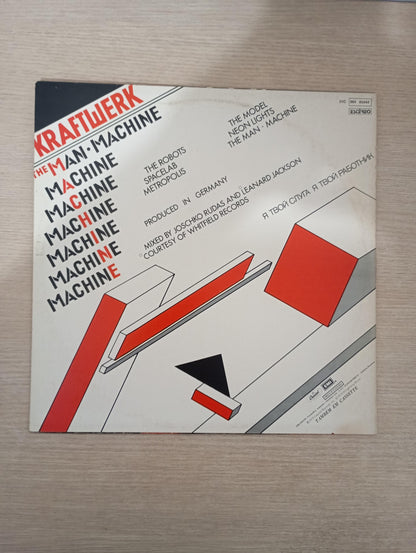 KRAFTWERK
THE MAN·MACHINE
MACHINE
MACHINE
MACHINE
MACHINE
MACHINE
MACHINE
THE ROBOTS
SPACELAB
METROPOLIS
THE MODEL
NEON LIGHTS
THE MAN·MACHINE
PRODUCED IN GERMANY
MIXED BY JOSCHKO RUDAS AND LEANARD JACKSON
COURTESY OF WHITFIELD RECORDS
Я ТВОЙ СЛУГА Я ТВОЙ РАБОТНИК
Capitol
EMI